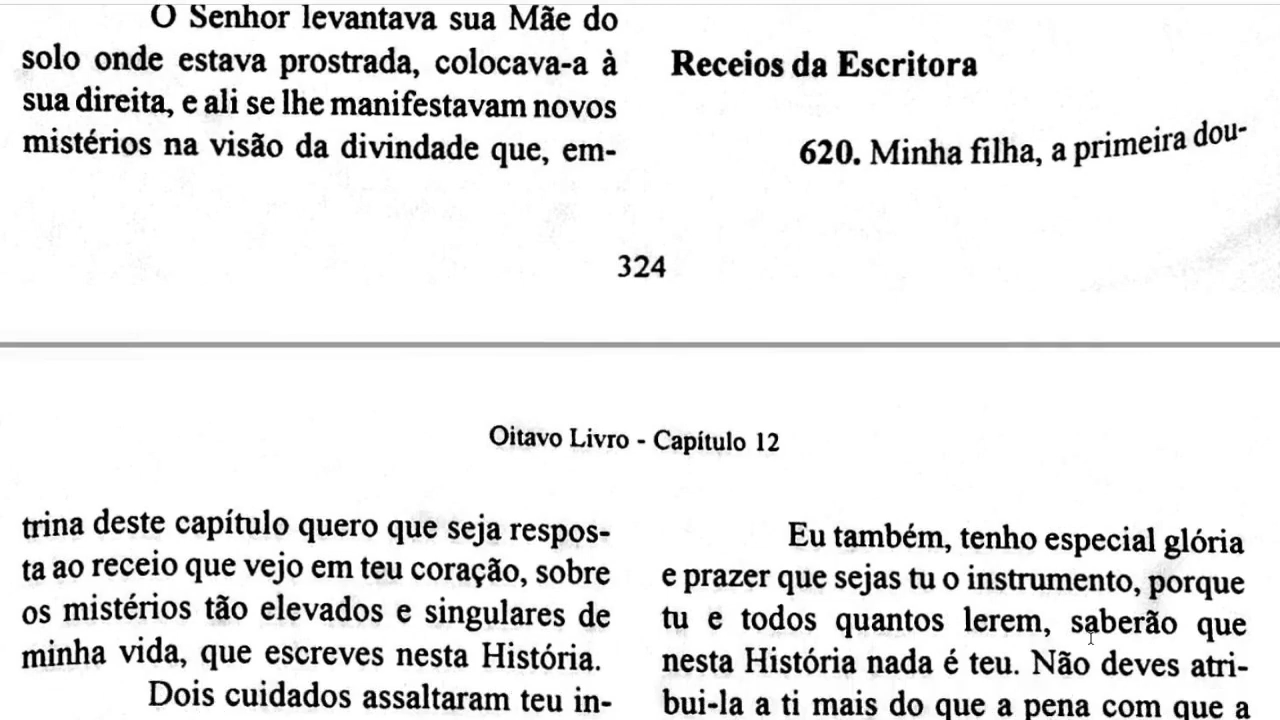 O Senhor levantava sua Mãe do
solo onde estava prostrada, colocava-a à
sua direita, e ali se lhe manifestavam novos
mistérios na visão da divindade que, em-
Receios da Escritora
620. Minha filha, a primeira dou-
324
Oitavo Livro - Capítulo 12
trina deste capítulo quero que seja respos-
ta ao receio que vejo em teu coração, sobre
os mistérios tão elevados e singulares de
minha vida, que escreves nesta História.
Dois cuidados assaltaram teu in-
Eu também, tenho especial glória
e prazer que sejas tu o instrumento, porque
tu e todos quantos lerem, saberão que
nesta História nada é teu. Não deves atri-
bui-la a ti mais do que a pena com que a